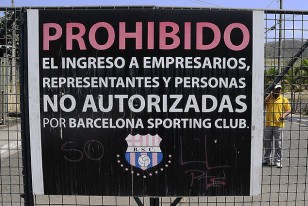 PROHIBIDO
EL INGRESO A EMPRESARIOS,
REPRESENTANTES Y PERSONAS
NO AUTORIZADAS
POR BARCELONA SPORTING CLUB.
BSC